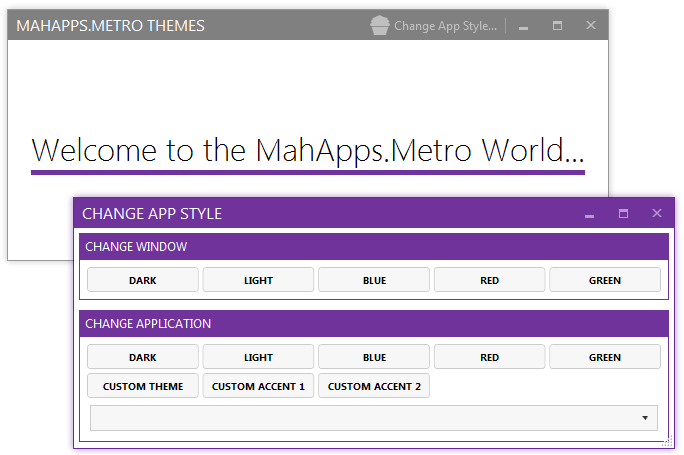 MAHAPPS.METRO THEMES
Change App Style...
Welcome to the MahApps.Metro World...
CHANGE APP STYLE
CHANGE WINDOW
DARK LIGHT BLUE RED GREEN
CHANGE APPLICATION
DARK LIGHT BLUE RED GREEN
CUSTOM THEME CUSTOM ACCENT 1 CUSTOM ACCENT 2